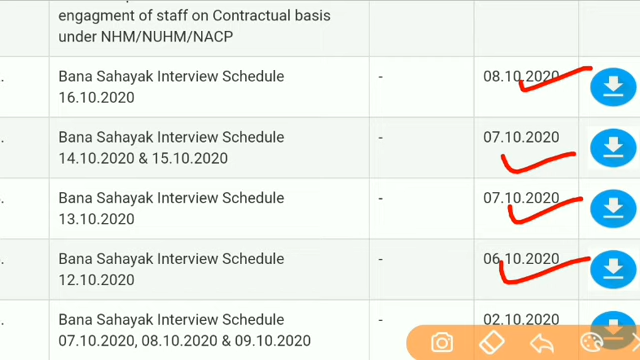 engagment of staff on Contractual basis
under NHM/NUHM/NACP
Bana Sahayak Interview Schedule - 08.10.2020
16.10.2020
Bana Sahayak Interview Schedule - 07.10.2020
14.10.2020 & 15.10.2020
Bana Sahayak Interview Schedule - 07.10.2020
13.10.2020
Bana Sahayak Interview Schedule - 06.10.2020
12.10.2020
Bana Sahayak Interview Schedule - 02.10.2020
07.10.2020, 08.10.2020 & 09.10.2020